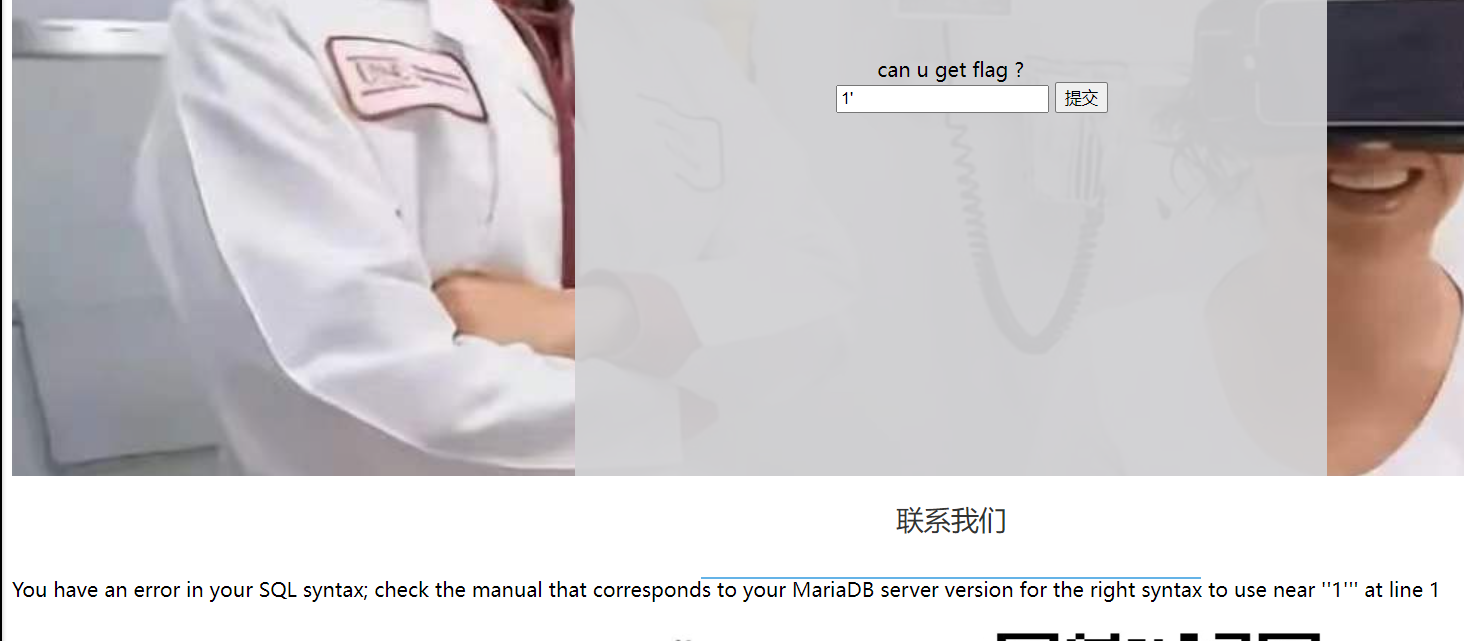 can u get flag ?
1'
提交
联系我们
You have an error in your SQL syntax; check the manual that corresponds to your MariaDB server version for the right syntax to use near ''1''' at line 1